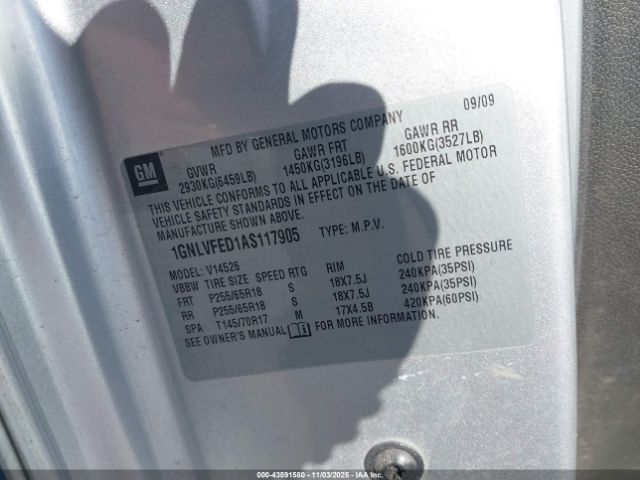 09/09
MFD BY GENERAL MOTORS COMPANY
GM
GVWR GAWR FRT GAWR RR
2930KG(6459LB) 1450KG(3196LB) 1600KG(3527LB)
THIS VEHICLE CONFORMS TO ALL APPLICABLE U.S. FEDERAL MOTOR
VEHICLE SAFETY STANDARDS IN EFFECT ON THE DATE OF
MANUFACTURE SHOWN ABOVE.
1GNLVFED1AS117905 TYPE: M.P.V.
MODEL: V14526
VBBW TIRE SIZE SPEED RTG RIM COLD TIRE PRESSURE
FRT P255/65R18 S 18X7.5J 240KPA(35PSI)
RR P255/65R18 S 18X7.5J 240KPA(35PSI)
SPA T145/70R17 M 17X4.5B 420KPA(60PSI)
SEE OWNER'S MANUAL FOR MORE INFORMATION.
000-43591580 - 11/03/2025 - IAAI.com